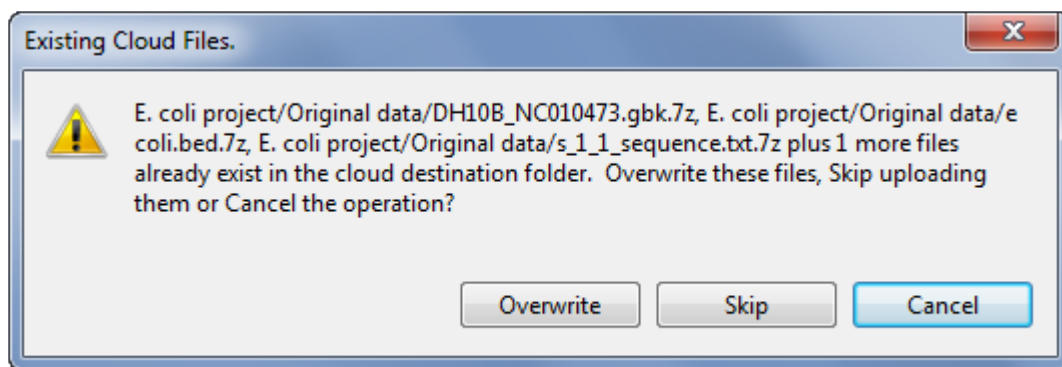 Existing Cloud Files.
E. coli project/Original data/DH10B_NC010473.gbk.7z, E. coli project/Original data/e
coli.bed.7z, E. coli project/Original data/s_1_1_sequence.txt.7z plus 1 more files
already exist in the cloud destination folder.  Overwrite these files, Skip uploading
them or Cancel the operation?
Overwrite Skip Cancel